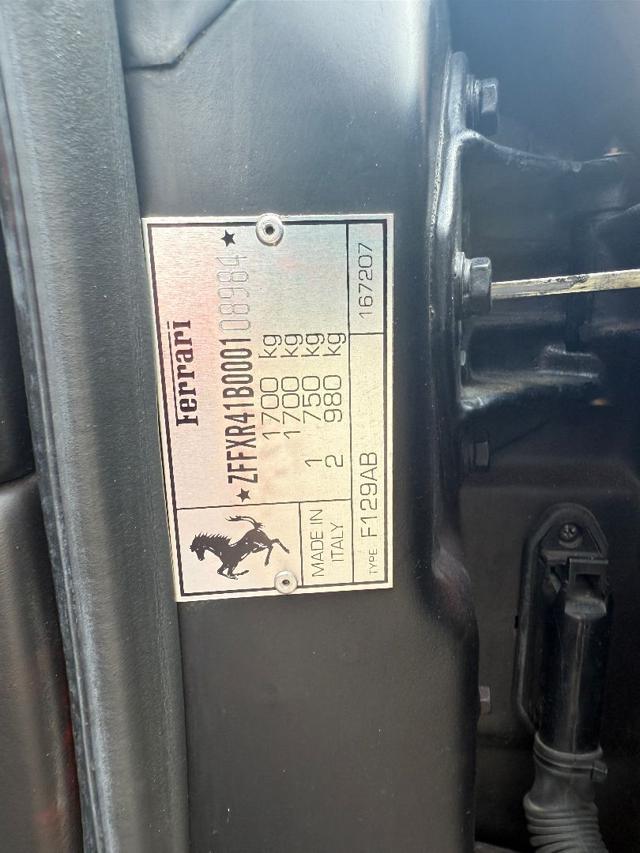 Ferrari
★ZFFXR41B000108984★
1700 kg
1700 kg
1 750 kg
2 980 kg
MADE IN
ITALY
TYPE F129AB
167207